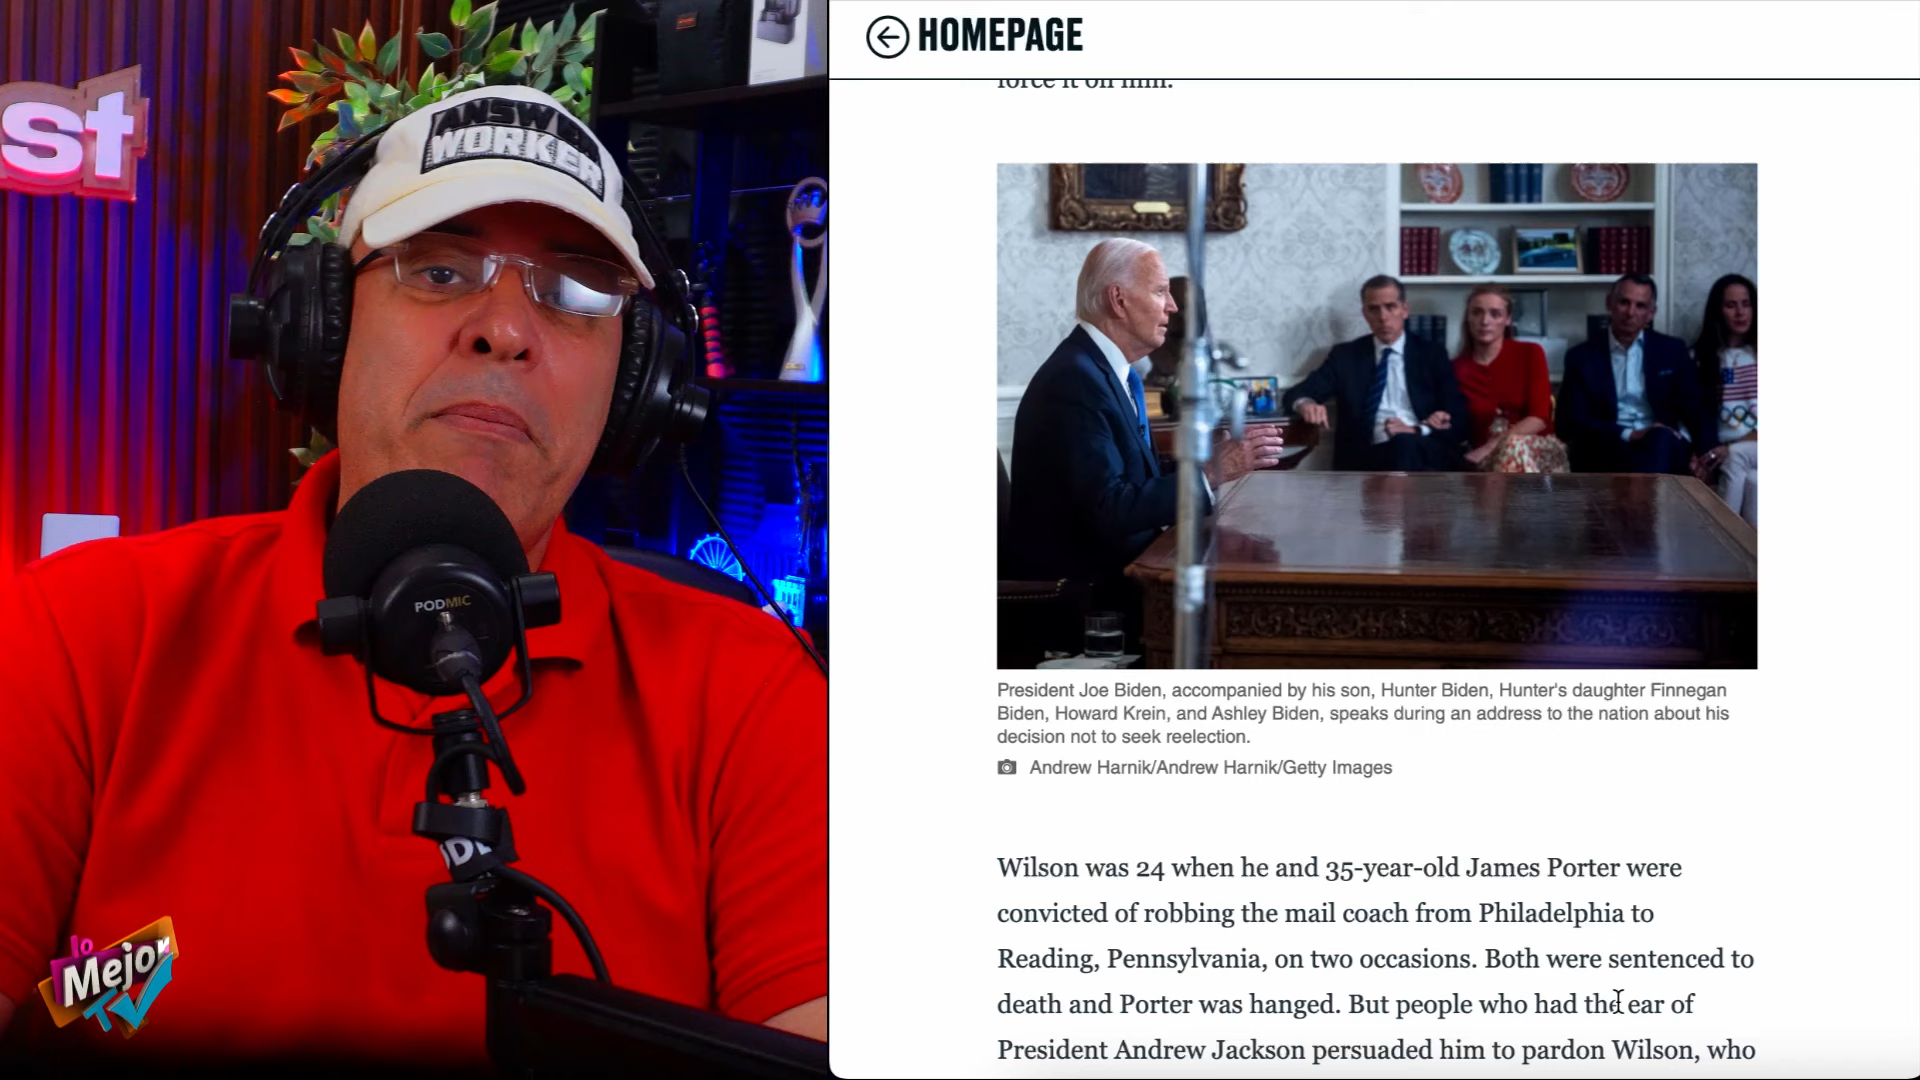 st
ANSWER
WORKER
PODMIC
lo
Mejor
TV
HOMEPAGE
force it on him.
President Joe Biden, accompanied by his son, Hunter Biden, Hunter's daughter Finnegan
Biden, Howard Krein, and Ashley Biden, speaks during an address to the nation about his
decision not to seek reelection.
Andrew Harnik/Andrew Harnik/Getty Images
Wilson was 24 when he and 35-year-old James Porter were
convicted of robbing the mail coach from Philadelphia to
Reading, Pennsylvania, on two occasions. Both were sentenced to
death and Porter was hanged. But people who had the ear of
President Andrew Jackson persuaded him to pardon Wilson, who